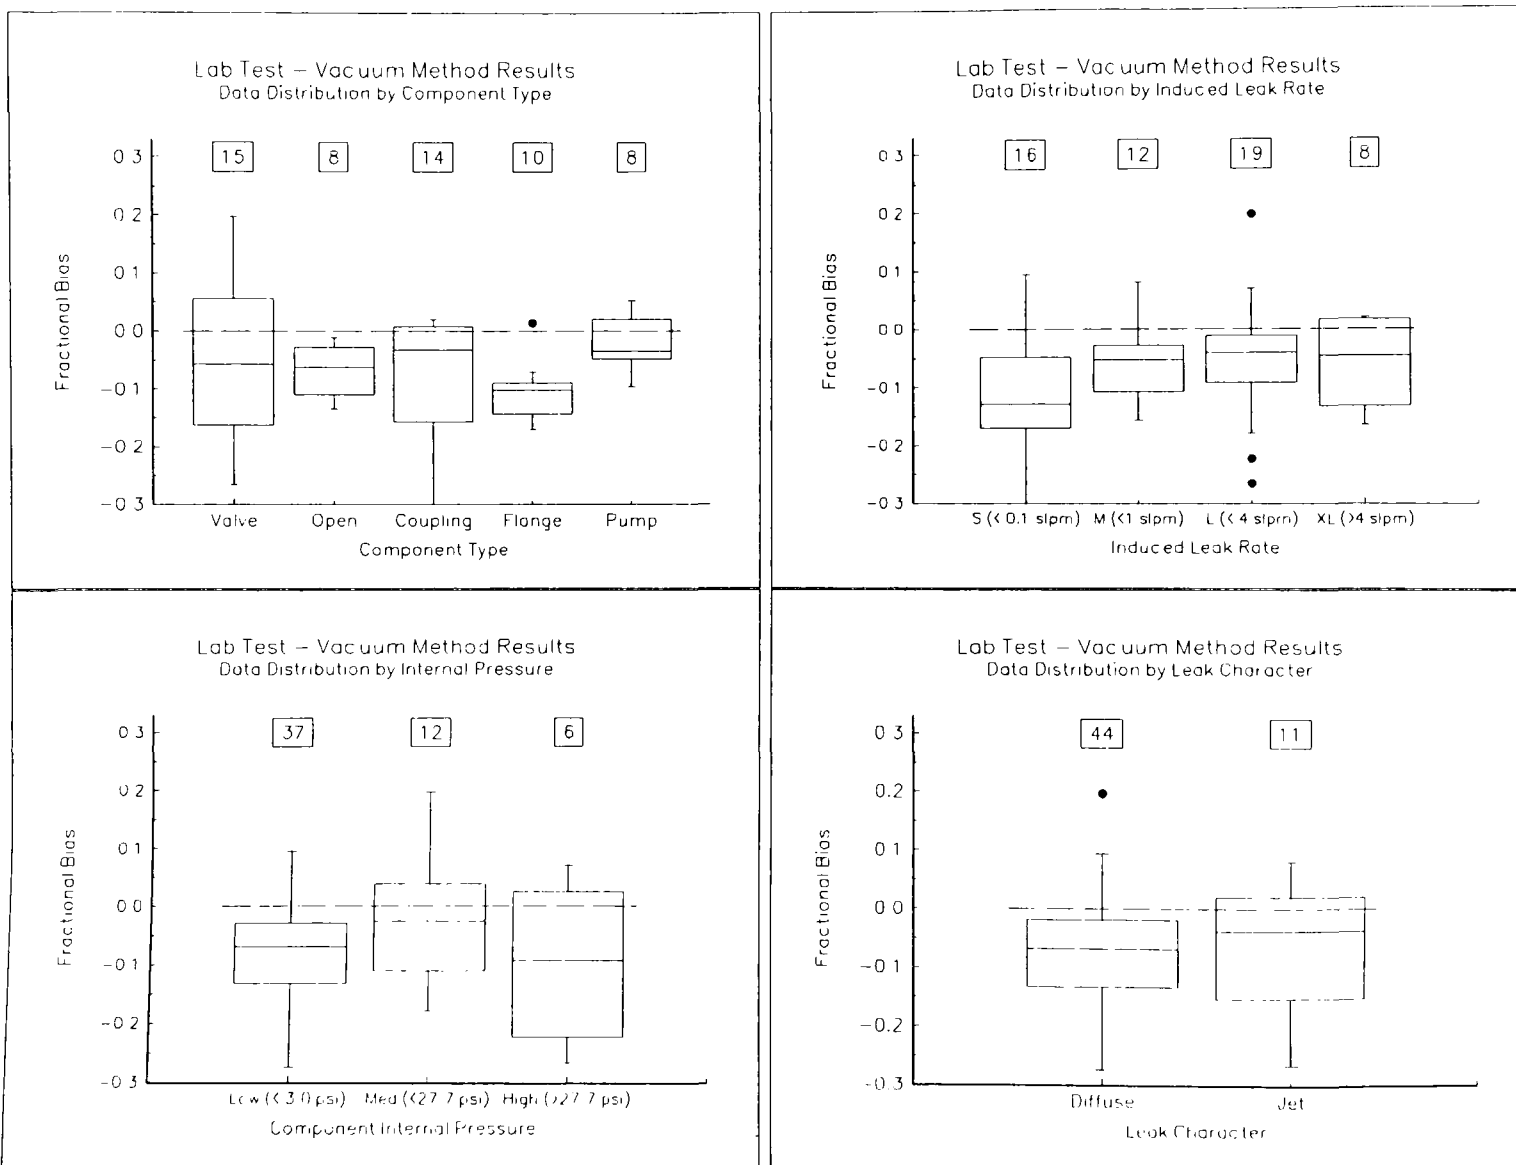 Lab Test – Vacuum Method Results
Data Distribution by Component Type
0.3
15
8
14
10
8
0.2
0.1
0.0
-0.1
-0.2
-0.3
Fractional Bias
Valve Open Coupling Flange Pump
Component Type
Lab Test – Vacuum Method Results
Data Distribution by Induced Leak Rate
0.3
16
12
19
8
0.2
0.1
0.0
-0.1
-0.2
-0.3
Fractional Bias
S (< 0.1 slpm) M (<1 slpm) L (< 4 slpm) XL (>4 slpm)
Induced Leak Rate
Lab Test – Vacuum Method Results
Data Distribution by Internal Pressure
0.3
37
12
6
0.2
0.1
0.0
-0.1
-0.2
-0.3
Fractional Bias
Low (< 3.0 psi) Med (<27.7 psi) High (>27.7 psi)
Component Internal Pressure
Lab Test – Vacuum Method Results
Data Distribution by Leak Character
0.3
44
11
0.2
0.1
0.0
-0.1
-0.2
-0.3
Fractional Bias
Diffuse Jet
Leak Character